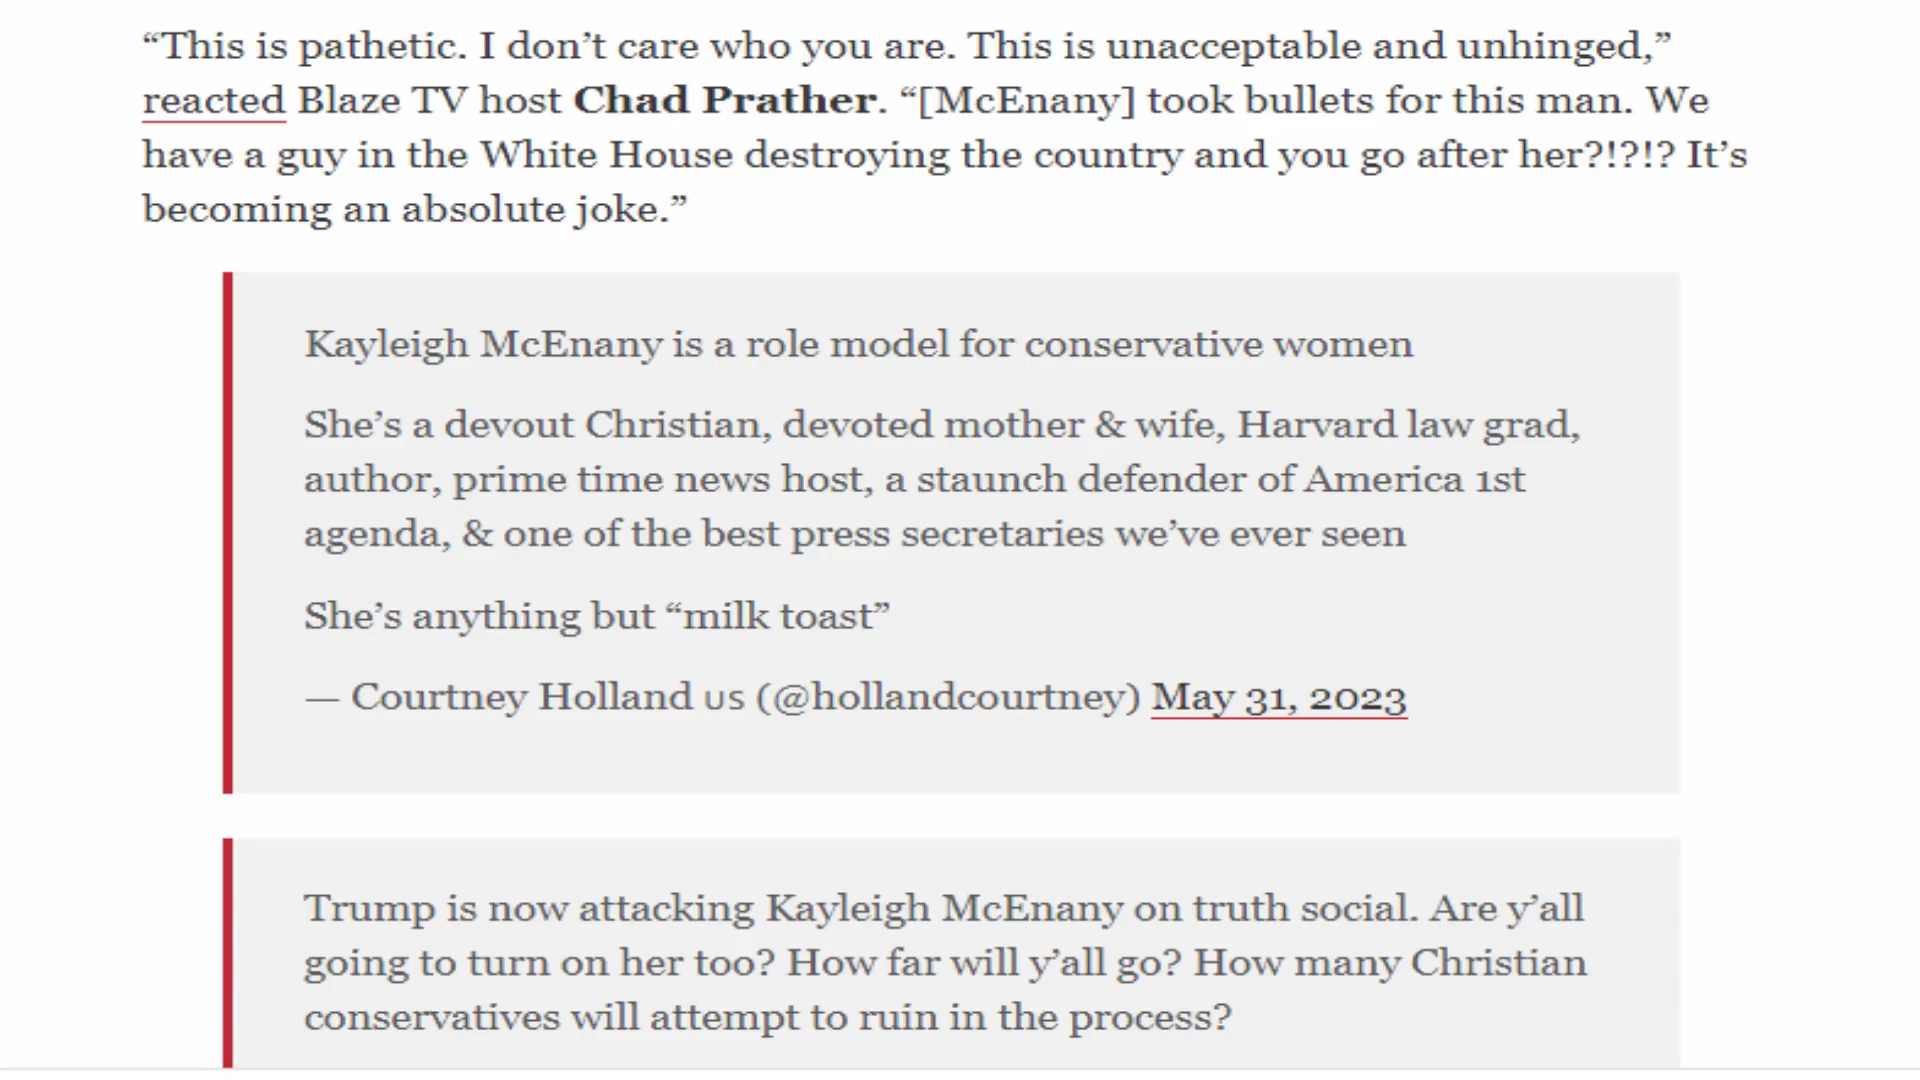 “This is pathetic. I don’t care who you are. This is unacceptable and unhinged,”
reacted Blaze TV host Chad Prather. “[McEnany] took bullets for this man. We
have a guy in the White House destroying the country and you go after her?!?!? It’s
becoming an absolute joke.”
Kayleigh McEnany is a role model for conservative women
She’s a devout Christian, devoted mother & wife, Harvard law grad,
author, prime time news host, a staunch defender of America 1st
agenda, & one of the best press secretaries we’ve ever seen
She’s anything but “milk toast”
— Courtney Holland us (@hollandcourtney) May 31, 2023
Trump is now attacking Kayleigh McEnany on truth social. Are y’all
going to turn on her too? How far will y’all go? How many Christian
conservatives will attempt to ruin in the process?